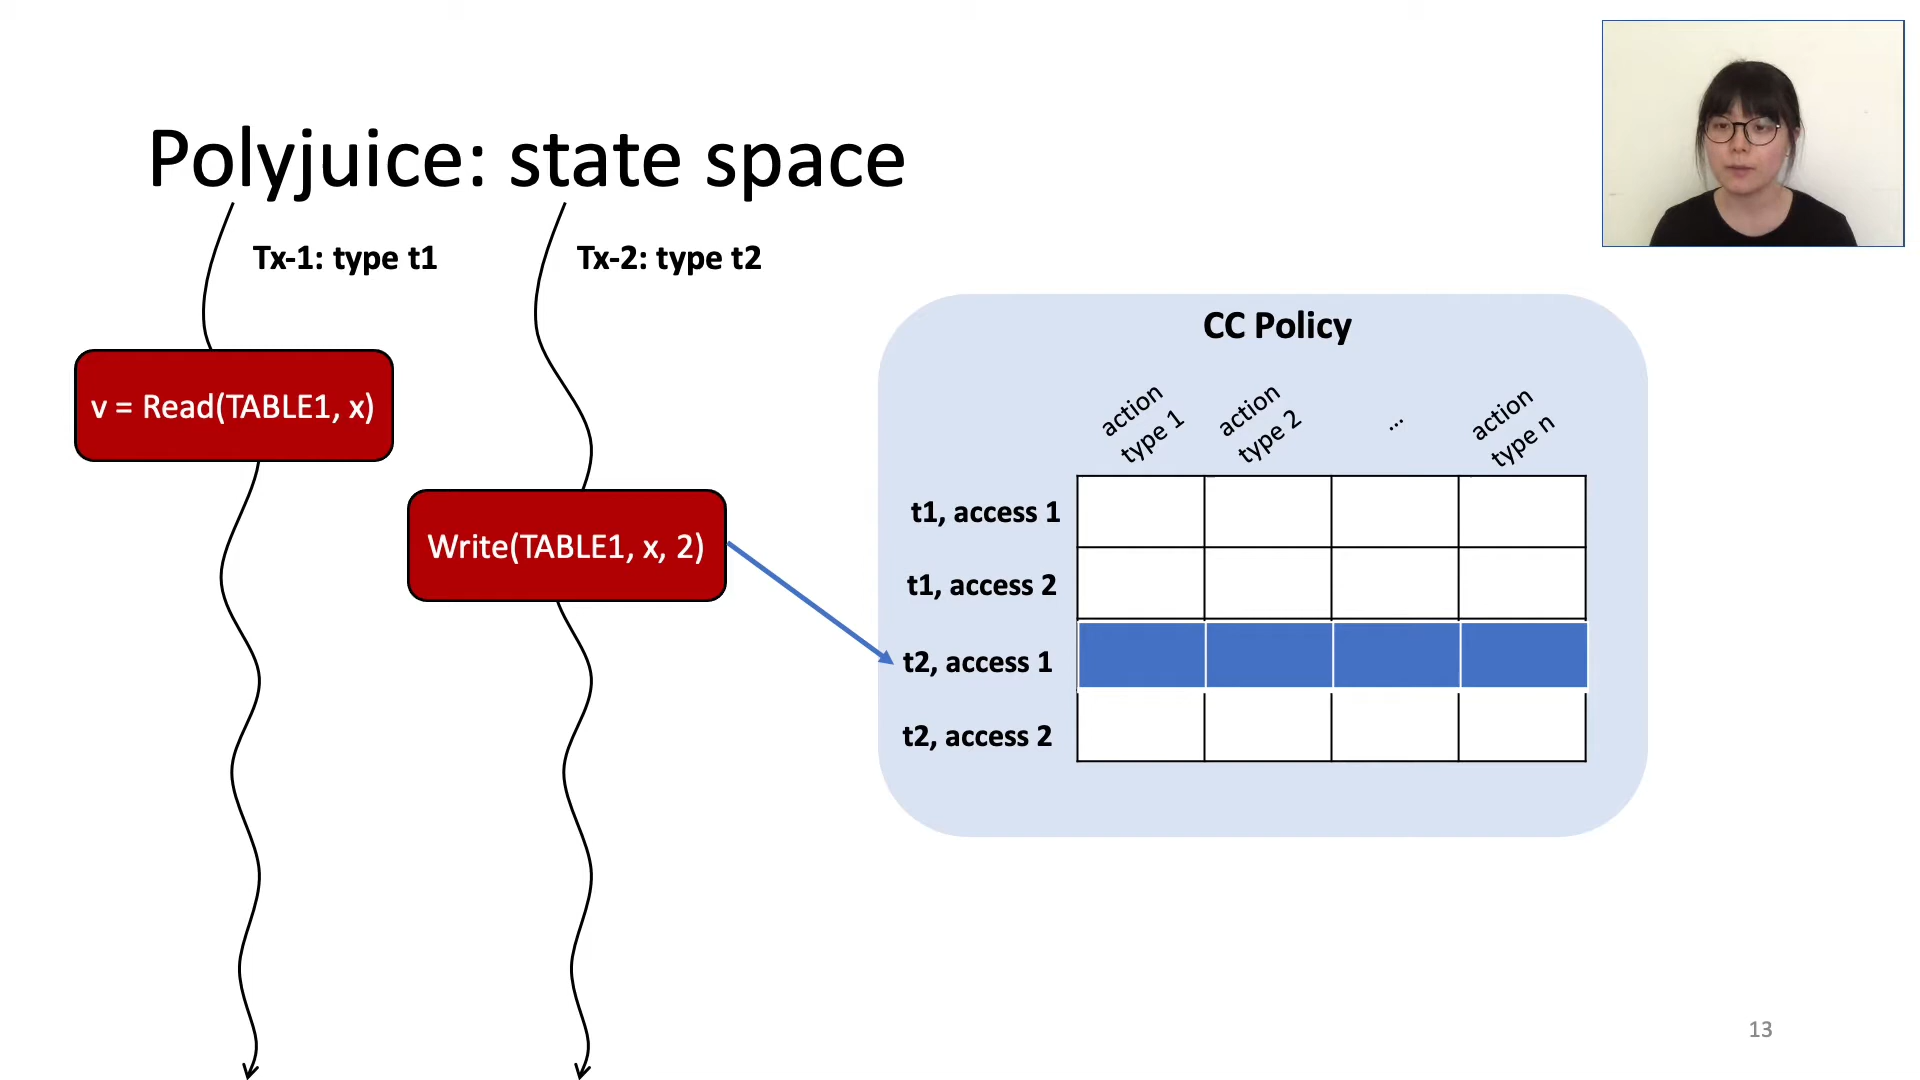 Polyjuice: state space
Tx-1: type t1
Tx-2: type t2
v = Read(TABLE1, x)
Write(TABLE1, x, 2)
CC Policy
action
type 1
action
type 2
...
action
type n
t1, access 1
t1, access 2
t2, access 1
t2, access 2
13